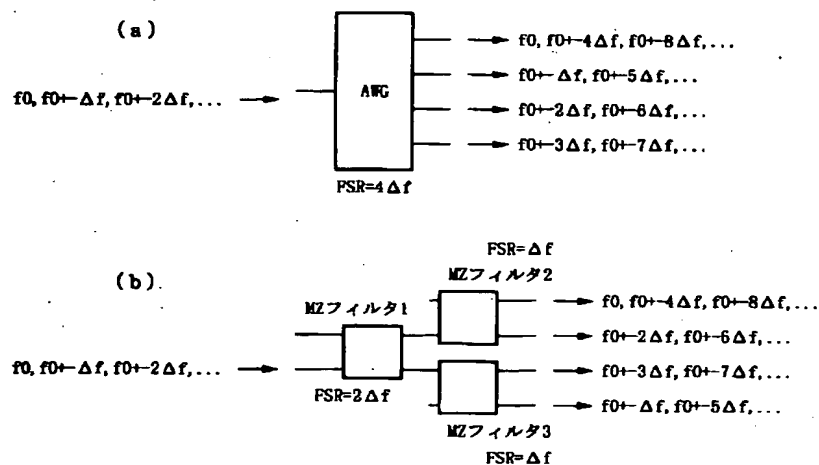 (a)
f0, f0+-4Δf, f0+-8Δf,...
f0+-Δf, f0+-5Δf,...
f0, f0+-Δf, f0+-2Δf,...
AWG
f0+-2Δf, f0+-6Δf,...
f0+-3Δf, f0+-7Δf,...
FSR=4Δf
FSR=Δf
(b)
MZフィルタ2
MZフィルタ1
f0, f0+-4Δf, f0+-8Δf,...
f0+-2Δf, f0+-6Δf,...
f0, f0+-Δf, f0+-2Δf,...
f0+-3Δf, f0+-7Δf,...
FSR=2Δf
f0+-Δf, f0+-5Δf,...
MZフィルタ3
FSR=Δf